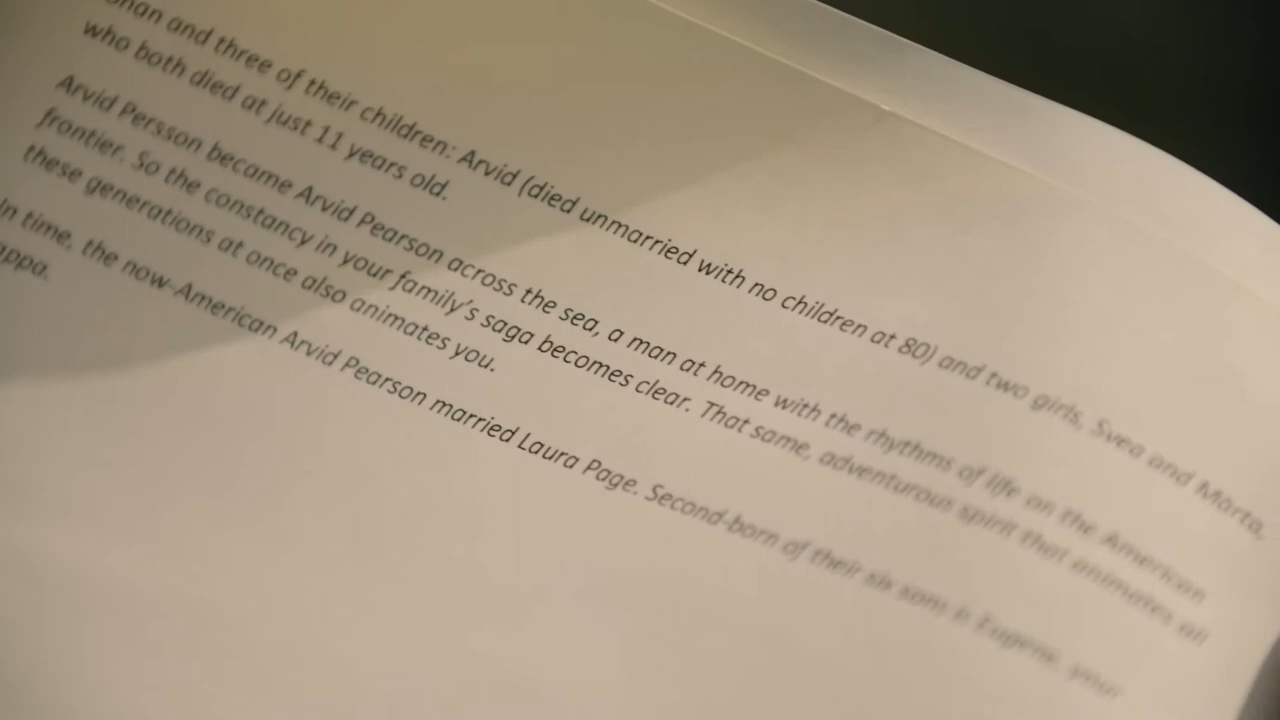 and three of their children: Arvid (died unmarried with no children at 80) and two girls, Svea and Märta,
who both died at just 11 years old.
Arvid Persson became Arvid Pearson across the sea, a man at home with the rhythms of life on the American
frontier. So the constancy in your family's saga becomes clear. That same, adventurous spirit that animates all
these generations at once also animates you.
In time, the now-American Arvid Pearson married Laura Page. Second-born of their six sons is Eugene, your
appa.